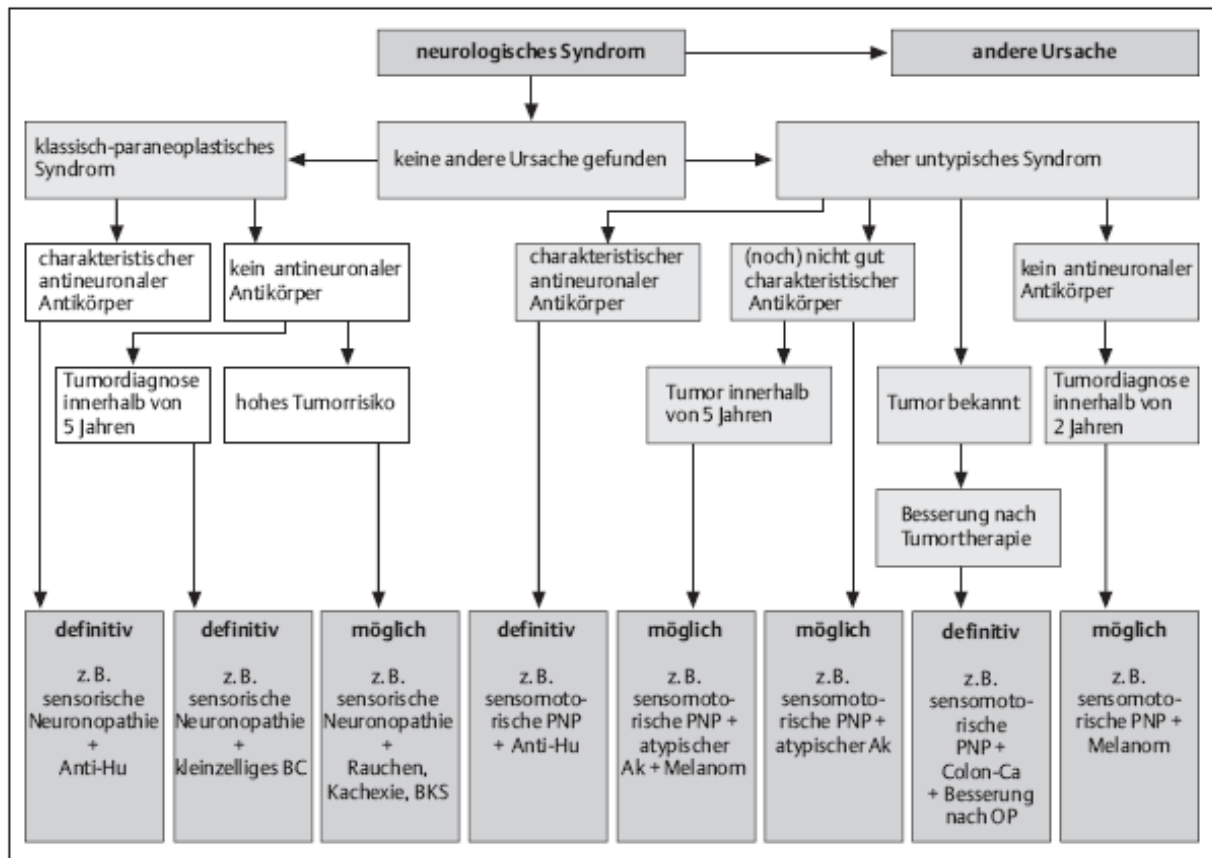 neurologisches Syndrom
andere Ursache
klassisch-paraneoplastisches
Syndrom
keine andere Ursache gefunden
eher untypisches Syndrom
charakteristischer
antineuronaler
Antikörper
kein antineuronaler
Antikörper
charakteristischer
antineuronaler
Antikörper
(noch) nicht gut
charakteristischer
Antikörper
kein antineuronaler
Antikörper
Tumordiagnose
innerhalb von
5 Jahren
hohes Tumorrisiko
Tumor innerhalb
von 5 Jahren
Tumor bekannt
Tumordiagnose
innerhalb von
2 Jahren
Besserung nach
Tumortherapie
definitiv
z. B.
sensorische
Neuronopathie
+
Anti-Hu
definitiv
z. B.
sensorische
Neuronopathie
+
kleinzelliges BC
möglich
z. B.
sensorische
Neuronopathie
+
Rauchen,
Kachexie, BKS
definitiv
z. B.
sensomoto-
rische PNP
+ Anti-Hu
möglich
z. B.
sensomoto-
rische PNP +
atypischer
Ak + Melanom
möglich
z. B.
sensomoto-
rische PNP +
atypischer Ak
definitiv
z. B.
sensomoto-
rische
PNP +
Colon-Ca
+ Besserung
nach OP
möglich
z. B.
sensomoto-
rische PNP +
Melanom